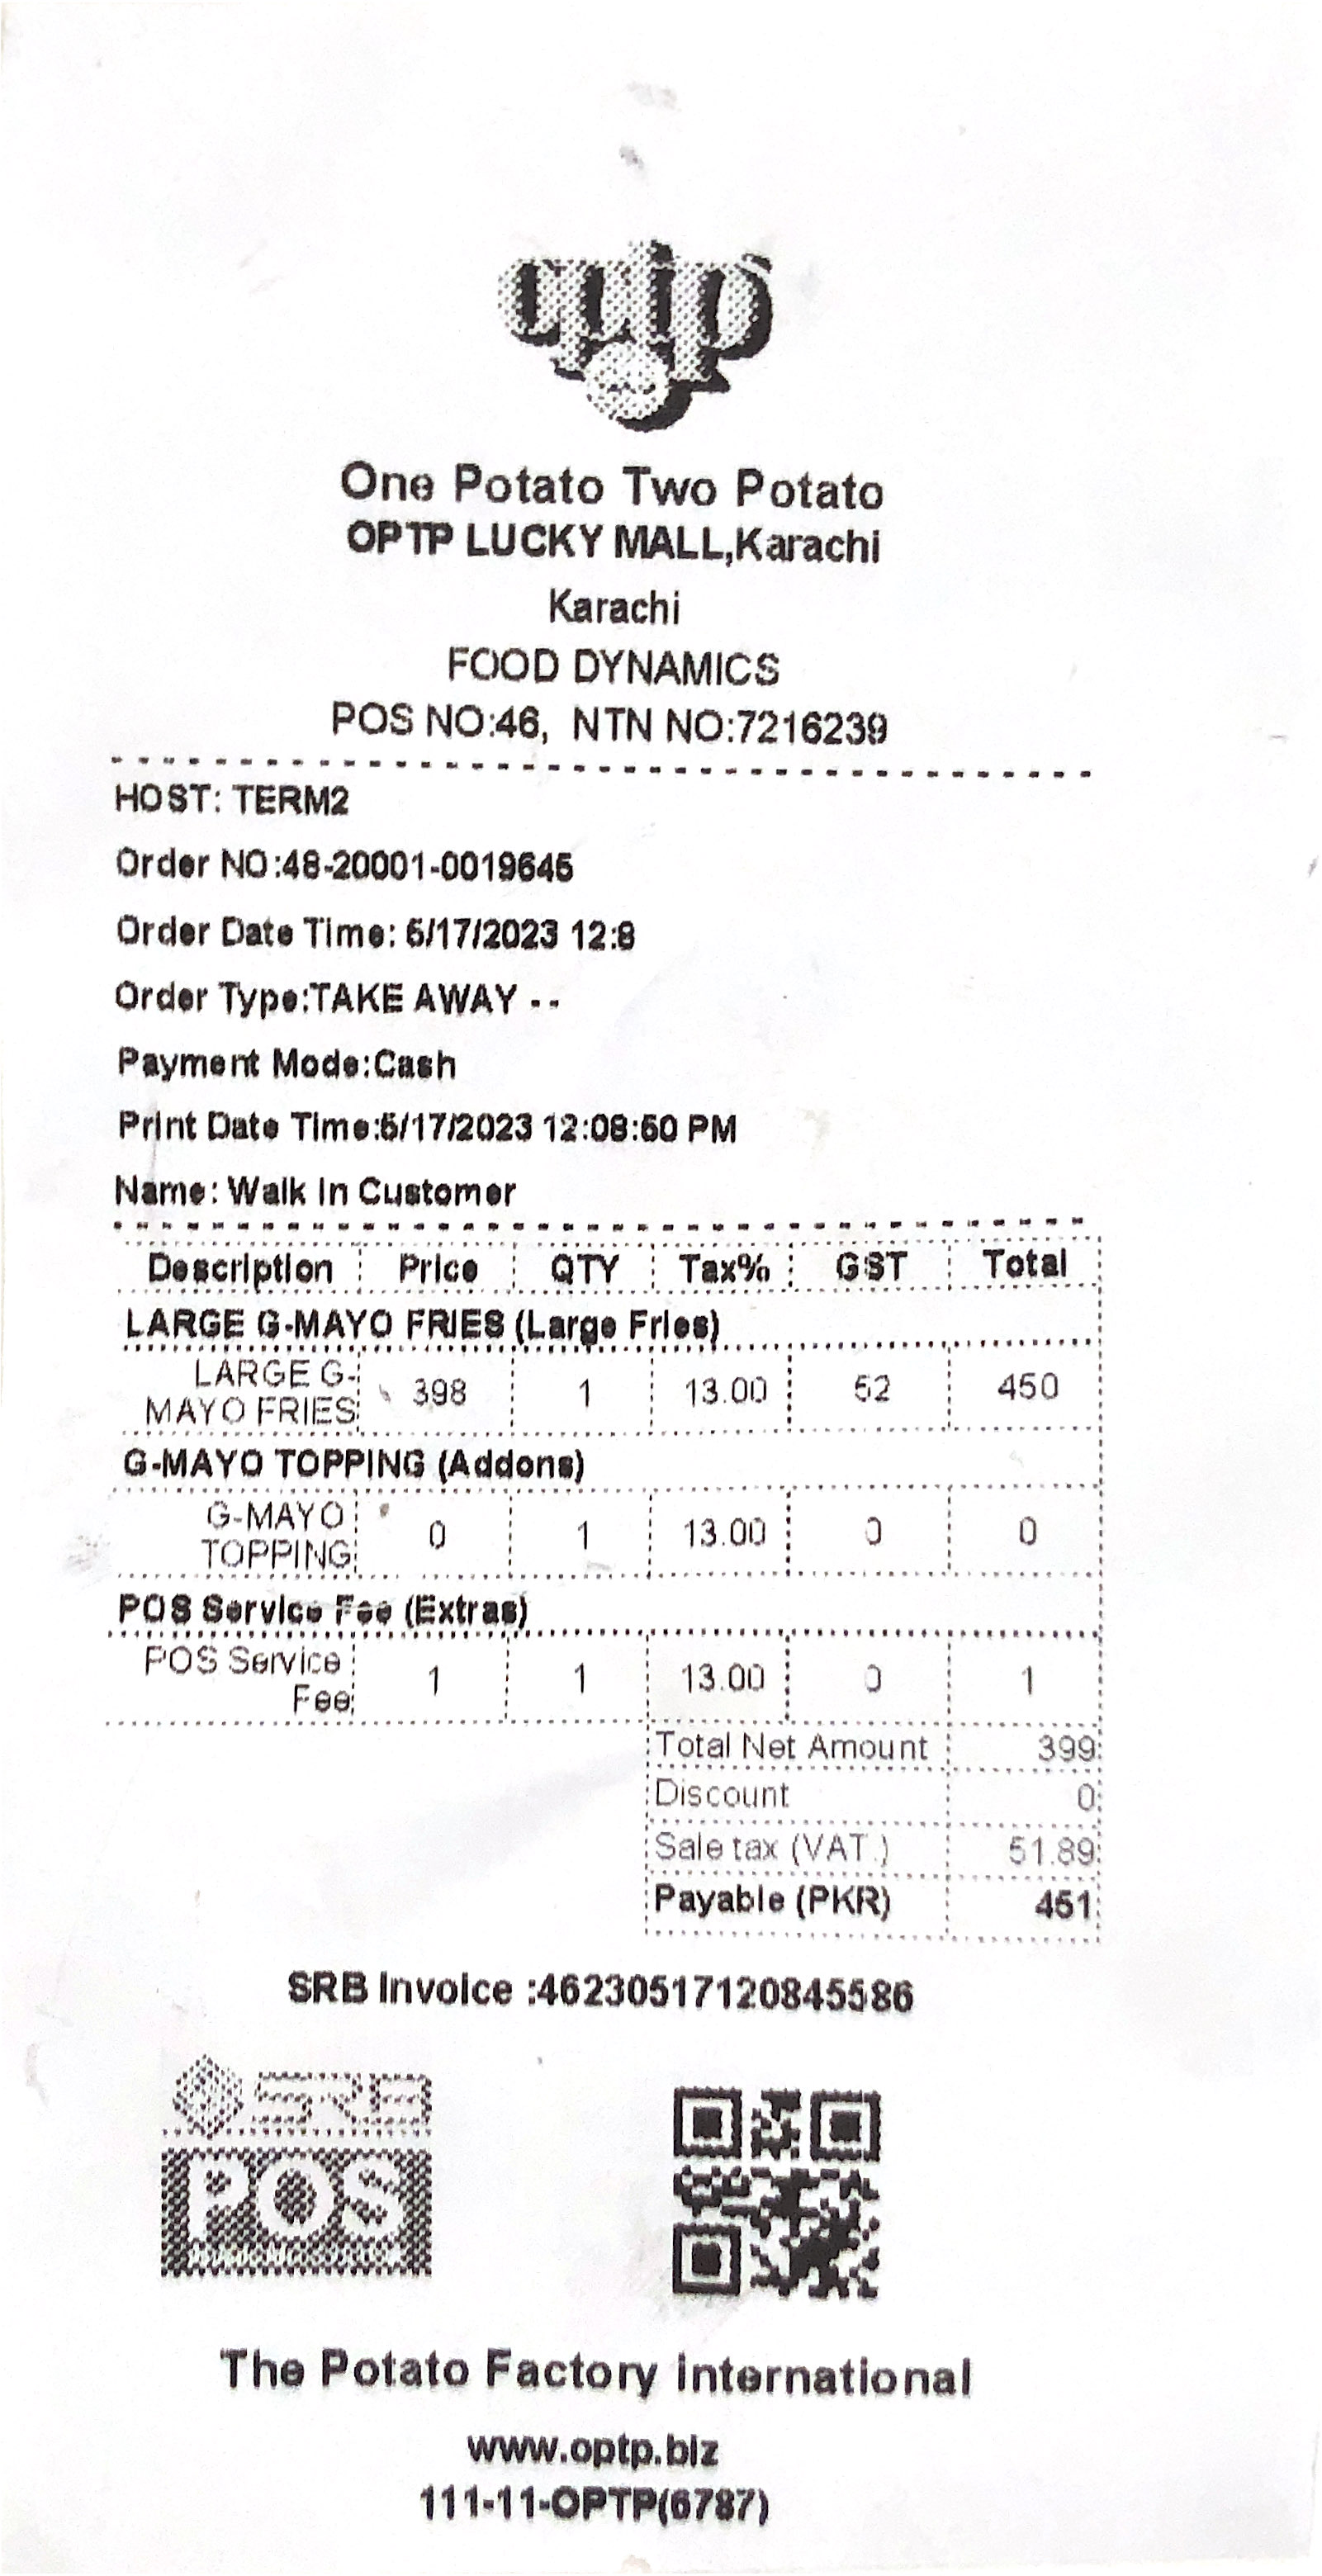 optp
One Potato Two Potato
OPTP LUCKY MALL,Karachi
Karachi
FOOD DYNAMICS
POS NO:46, NTN NO:7216239
HOST: TERM2
Order NO:48-20001-0019645
Order Date Time: 5/17/2023 12:8
Order Type:TAKE AWAY --
Payment Mode:Cash
Print Date Time:5/17/2023 12:08:50 PM
Name: Walk In Customer
Description Price QTY Tax% GST Total
LARGE G-MAYO FRIES (Large Fries)
LARGE G-
MAYO FRIES 398 1 13.00 52 450
G-MAYO TOPPING (Addons)
G-MAYO
TOPPING 0 1 13.00 0 0
POS Service Fee (Extras)
POS Service
Fee 1 1 13.00 0 1
Total Net Amount 399
Discount 0
Sale tax (VAT.) 51.89
Payable (PKR) 451
SRB Invoice :46230517120845586
SRB
POS
The Potato Factory International
www.optp.biz
111-11-OPTP(6787)